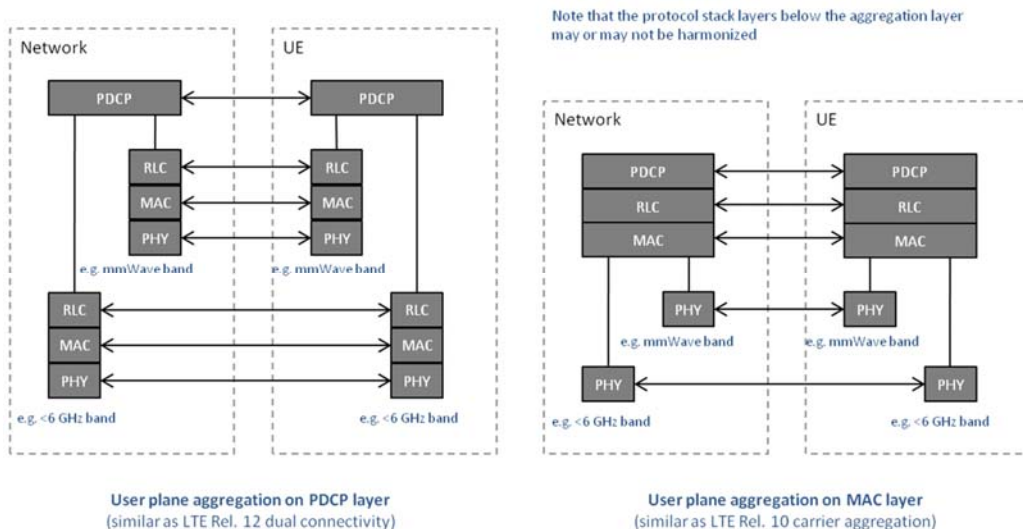 Note that the protocol stack layers below the aggregation layer
may or may not be harmonized
Network
UE
PDCP
PDCP
RLC
RLC
MAC
MAC
PHY
PHY
e.g. mmWave band
e.g. mmWave band
RLC
RLC
MAC
MAC
PHY
PHY
e.g. <6 GHz band
e.g. <6 GHz band
User plane aggregation on PDCP layer
(similar as LTE Rel. 12 dual connectivity)
Network
UE
PDCP
PDCP
RLC
RLC
MAC
MAC
PHY
PHY
e.g. mmWave band
e.g. mmWave band
PHY
PHY
e.g. <6 GHz band
e.g. <6 GHz band
User plane aggregation on MAC layer
(similar as LTE Rel. 10 carrier aggregation)